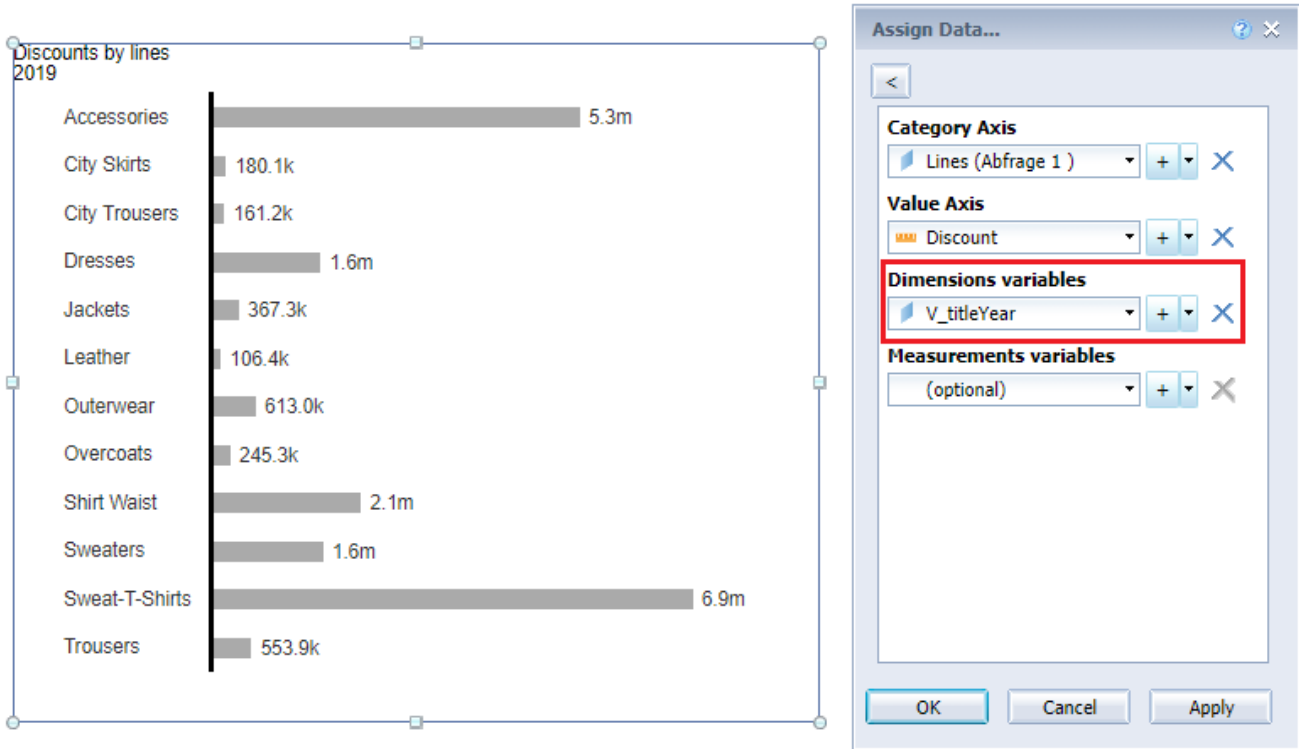 Discounts by lines
2019
Accessories 5.3m
City Skirts 180.1k
City Trousers 161.2k
Dresses 1.6m
Jackets 367.3k
Leather 106.4k
Outerwear 613.0k
Overcoats 245.3k
Shirt Waist 2.1m
Sweaters 1.6m
Sweat-T-Shirts 6.9m
Trousers 553.9k
Assign Data...
?
<
Category Axis
Lines (Abfrage 1 ) +
Value Axis
Discount +
Dimensions variables
V_titleYear +
Measurements variables
(optional) +
OK Cancel Apply